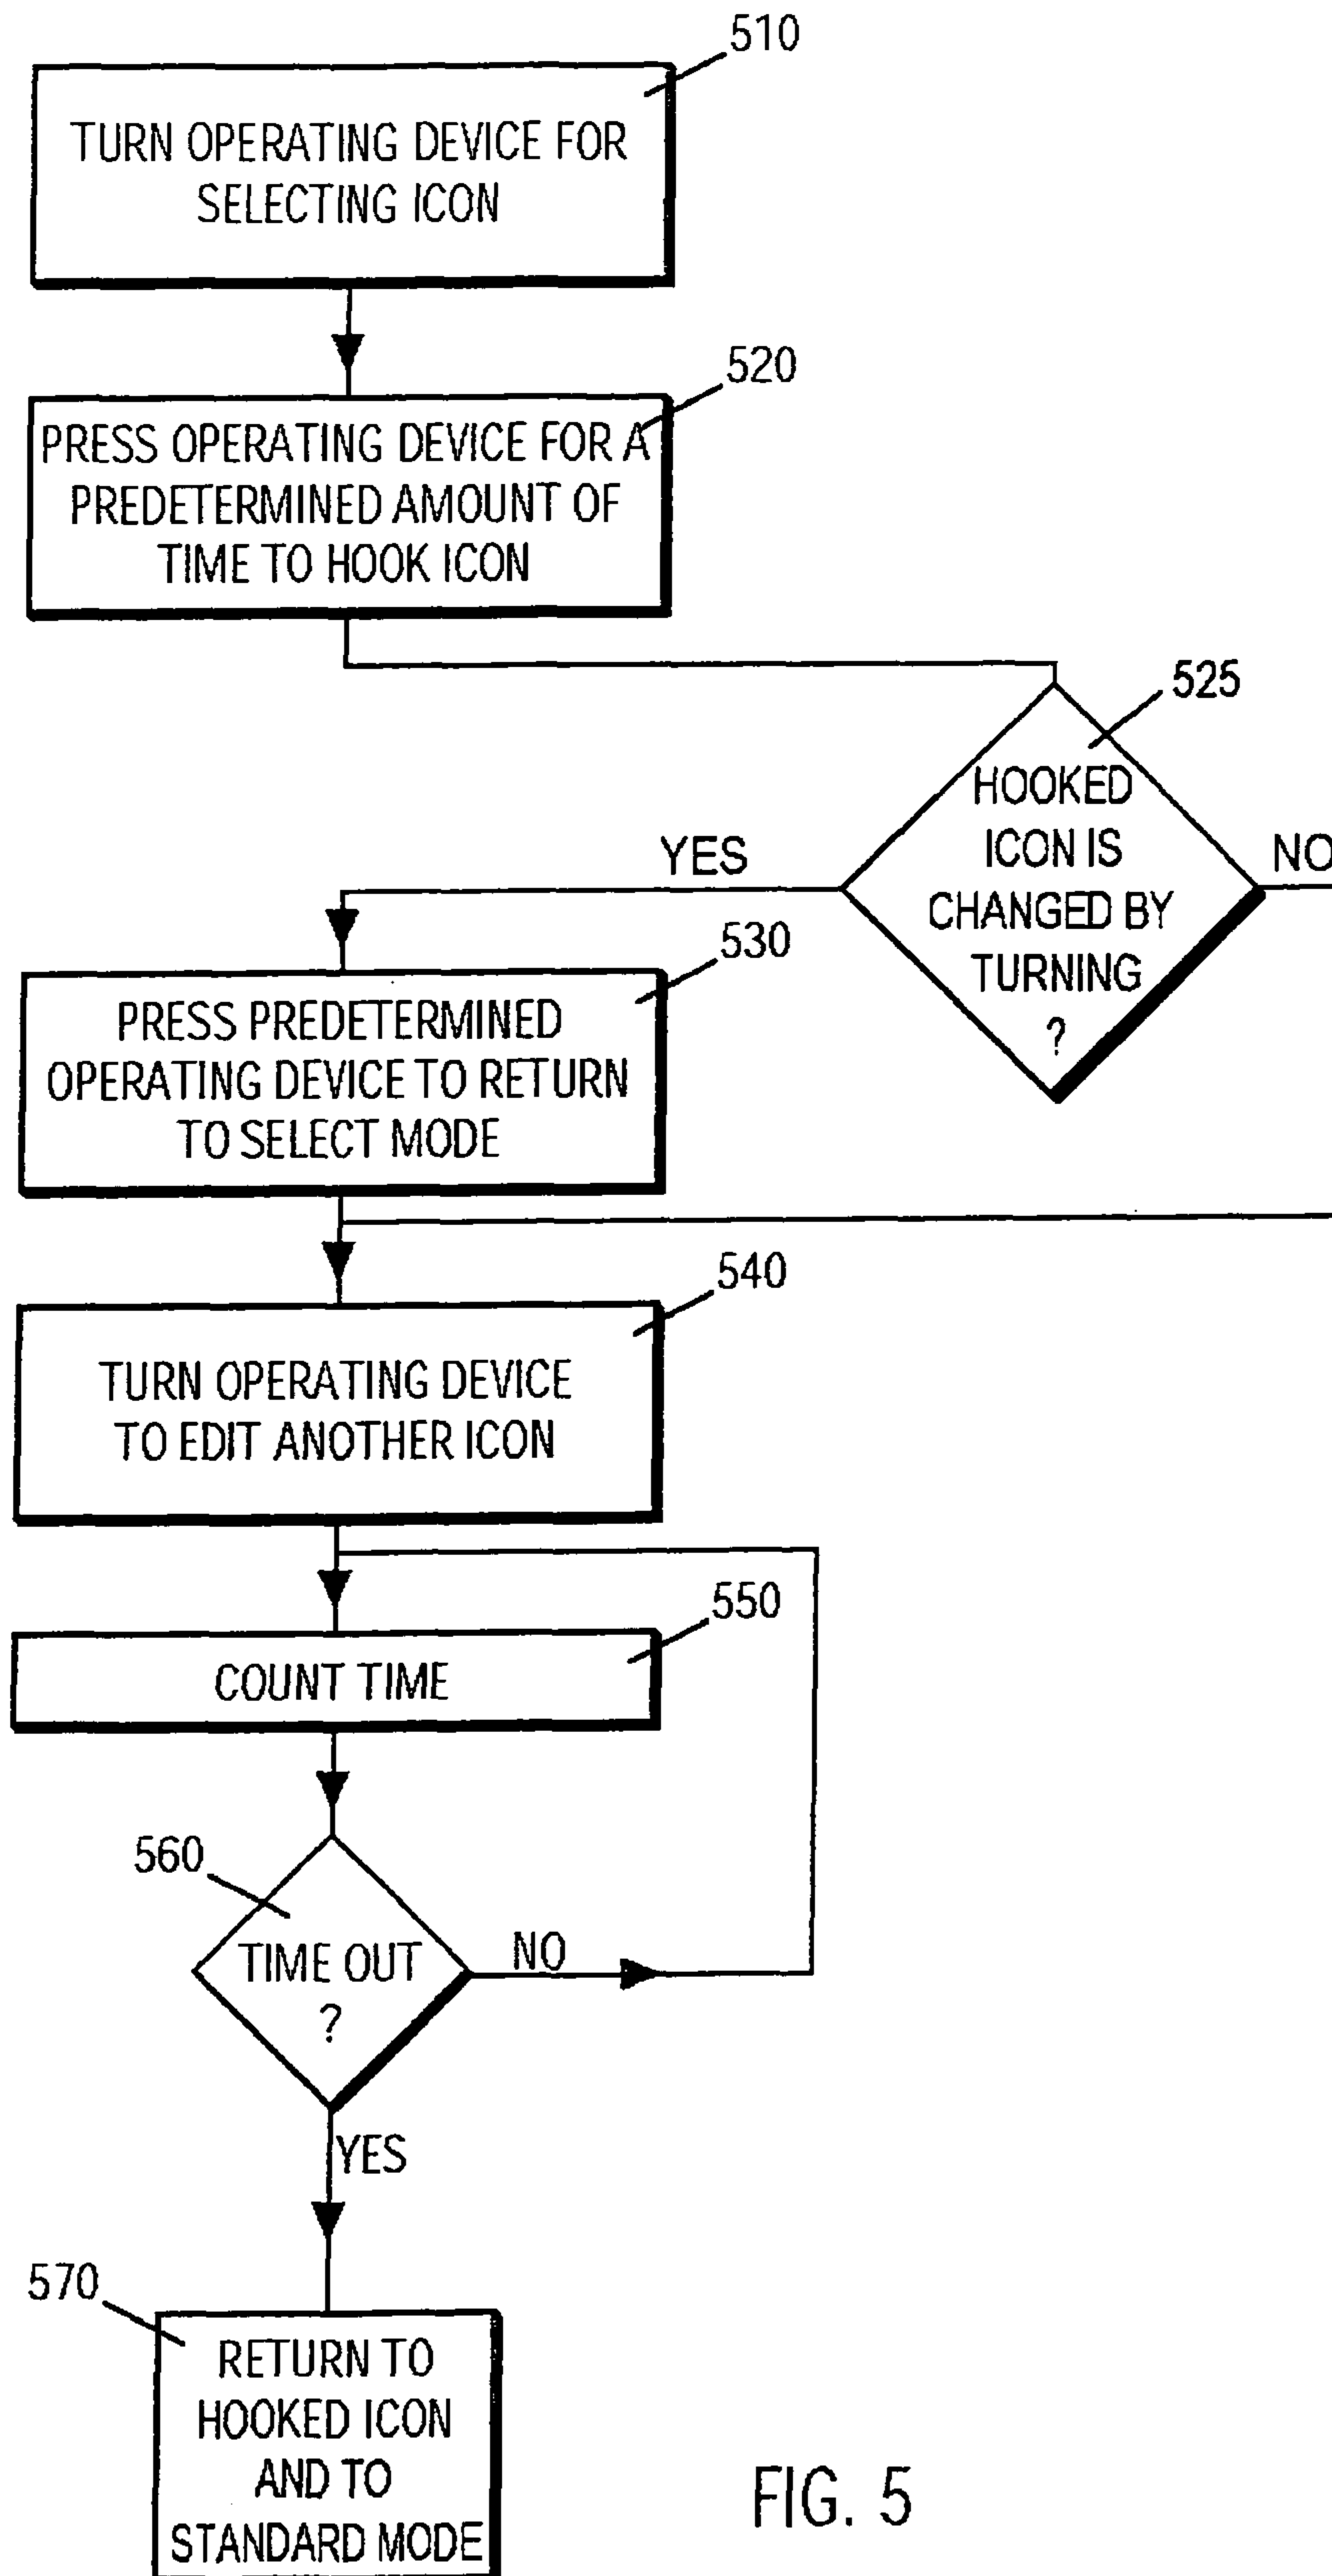 510
TURN OPERATING DEVICE FOR
SELECTING ICON
520
PRESS OPERATING DEVICE FOR A
PREDETERMINED AMOUNT OF
TIME TO HOOK ICON
525
HOOKED
ICON IS
CHANGED BY
TURNING
?
YES
NO
530
PRESS PREDETERMINED
OPERATING DEVICE TO RETURN
TO SELECT MODE
540
TURN OPERATING DEVICE
TO EDIT ANOTHER ICON
550
COUNT TIME
560
TIME OUT
?
NO
YES
570
RETURN TO
HOOKED ICON
AND TO
STANDARD MODE
FIG. 5